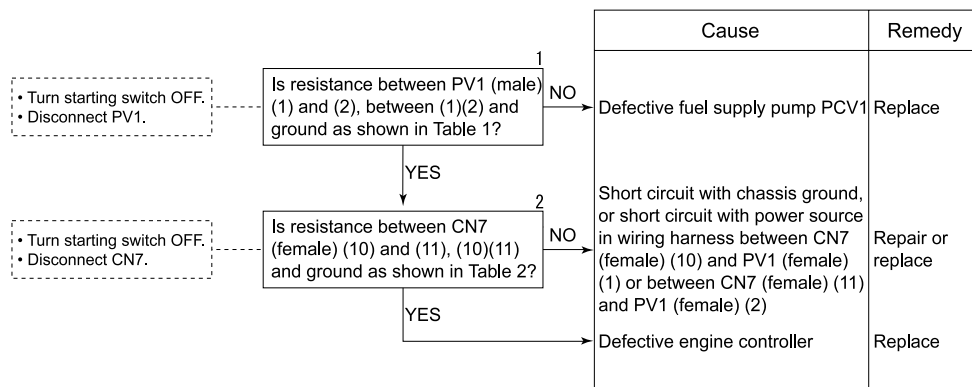 Cause
Remedy
1
• Turn starting switch OFF.
• Disconnect PV1.
Is resistance between PV1 (male)
(1) and (2), between (1)(2) and
ground as shown in Table 1?
NO
Defective fuel supply pump PCV1
Replace
YES
2
• Turn starting switch OFF.
• Disconnect CN7.
Is resistance between CN7
(female) (10) and (11), (10)(11)
and ground as shown in Table 2?
NO
Short circuit with chassis ground,
or short circuit with power source
in wiring harness between CN7
(female) (10) and PV1 (female)
(1) or between CN7 (female) (11)
and PV1 (female) (2)
Repair or
replace
YES
Defective engine controller
Replace